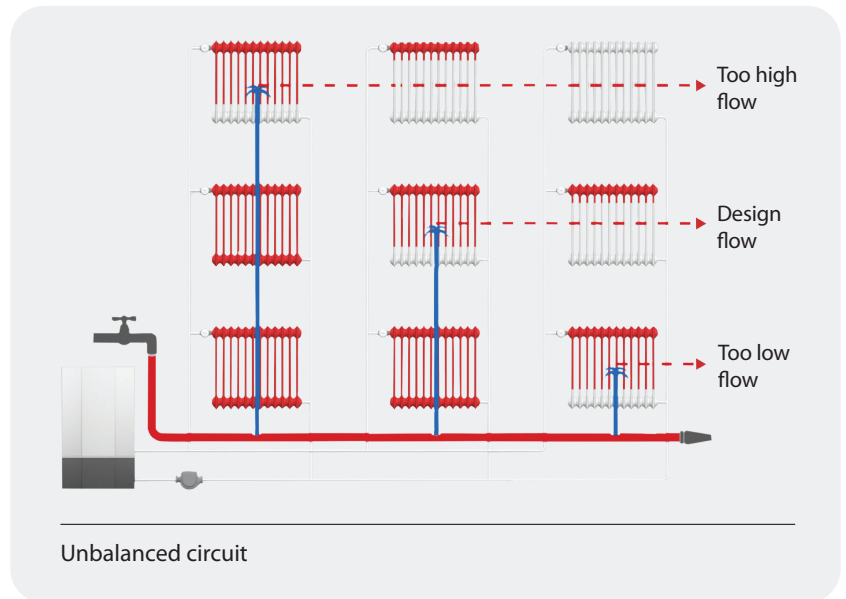 Too high
flow
Design
flow
Too low
flow
Unbalanced circuit